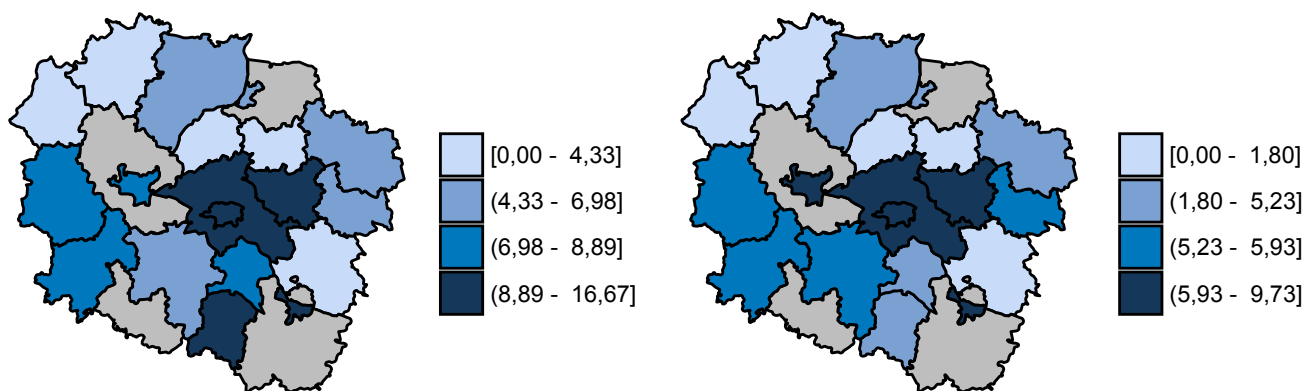 [0,00 - 4,33]
(4,33 - 6,98]
(6,98 - 8,89]
(8,89 - 16,67]
[0,00 - 1,80]
(1,80 - 5,23]
(5,23 - 5,93]
(5,93 - 9,73]